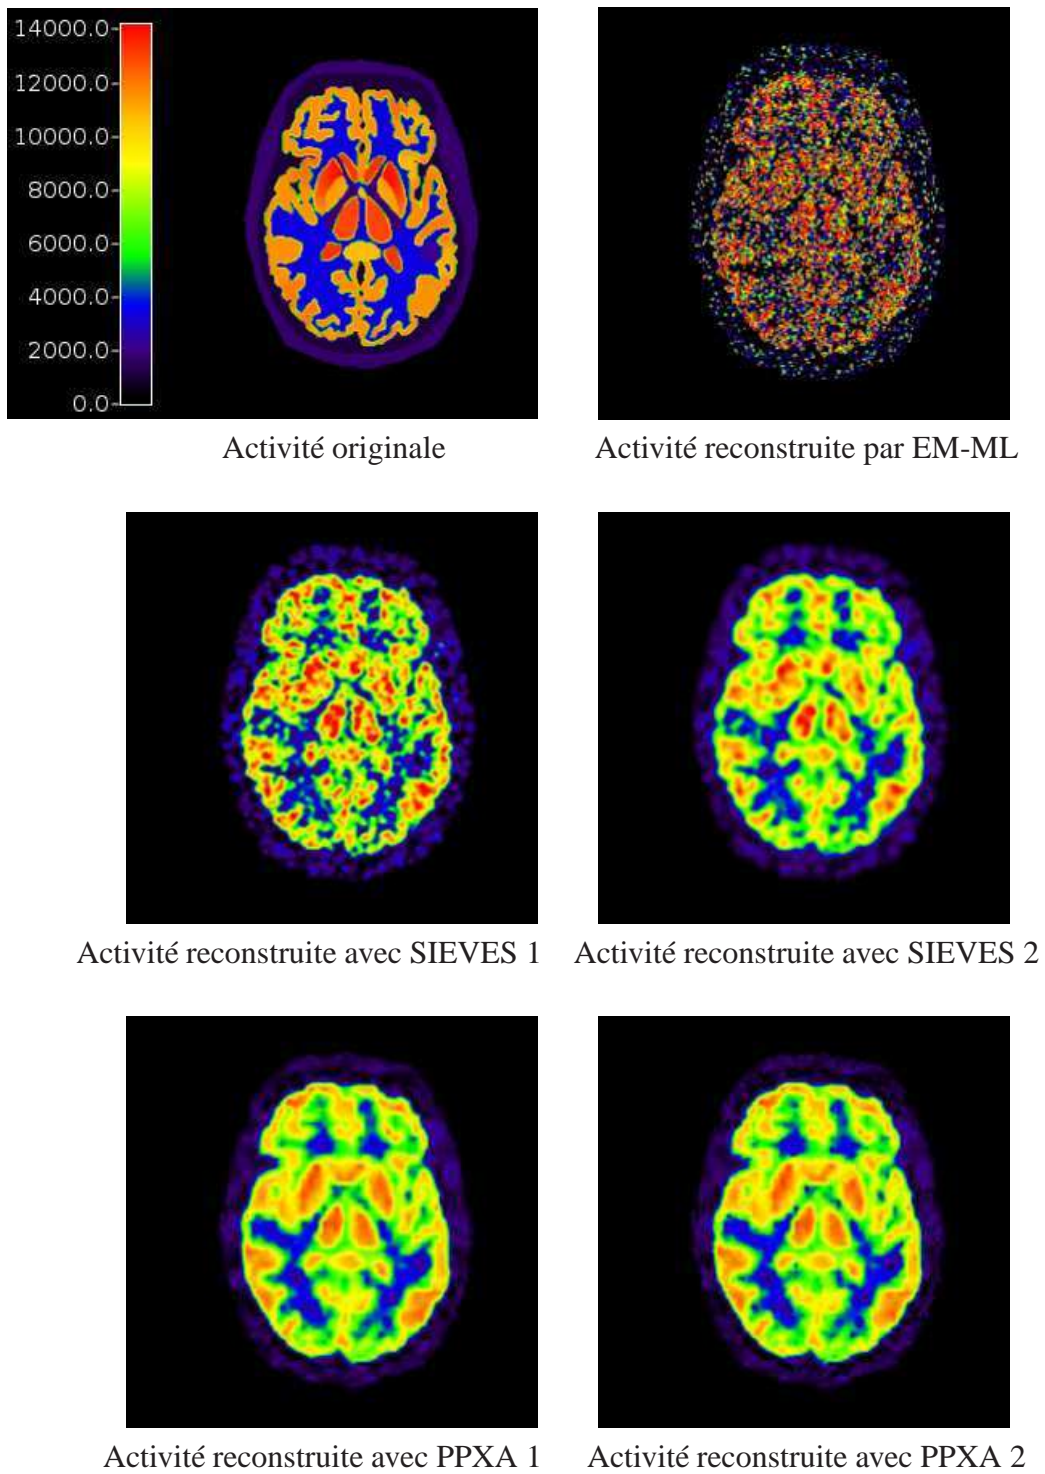 14000.0
12000.0
10000.0
8000.0
6000.0
4000.0
2000.0
0.0
Activité originale
Activité reconstruite par EM-ML
Activité reconstruite avec SIEVES 1
Activité reconstruite avec SIEVES 2
Activité reconstruite avec PPXA 1
Activité reconstruite avec PPXA 2